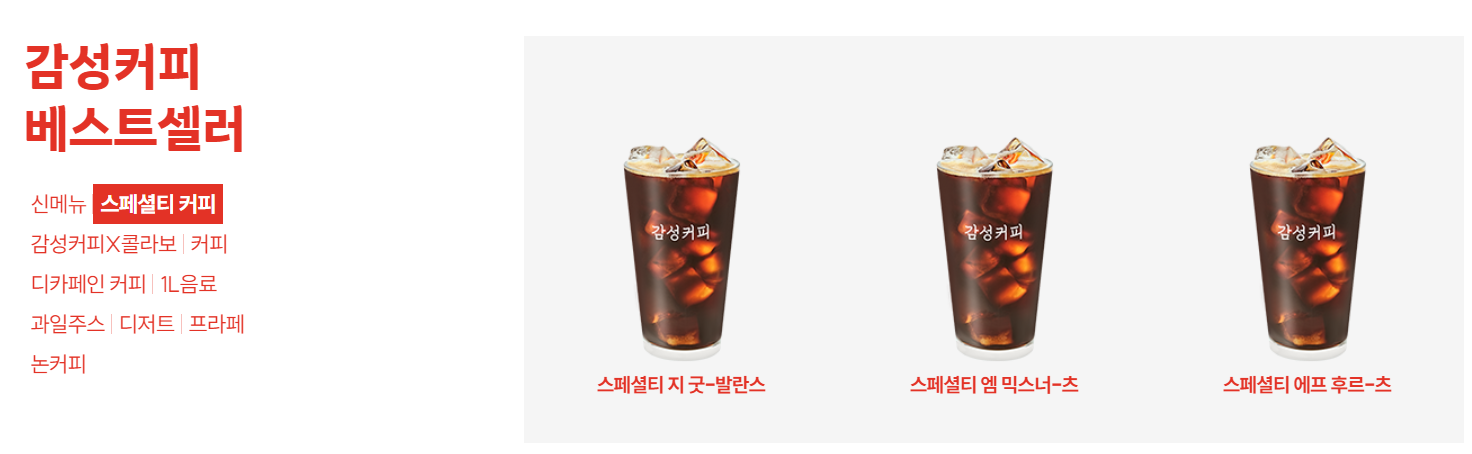 감성커피
베스트셀러
신메뉴 스페셜티 커피
감성커피X콜라보 | 커피
디카페인 커피 | 1L음료
과일주스 | 디저트 | 프라페
논커피
감성커피 감성커피 감성커피
스페셜티 지 굿-발란스 스페셜티 엠 믹스너-츠 스페셜티 에프 후르-츠